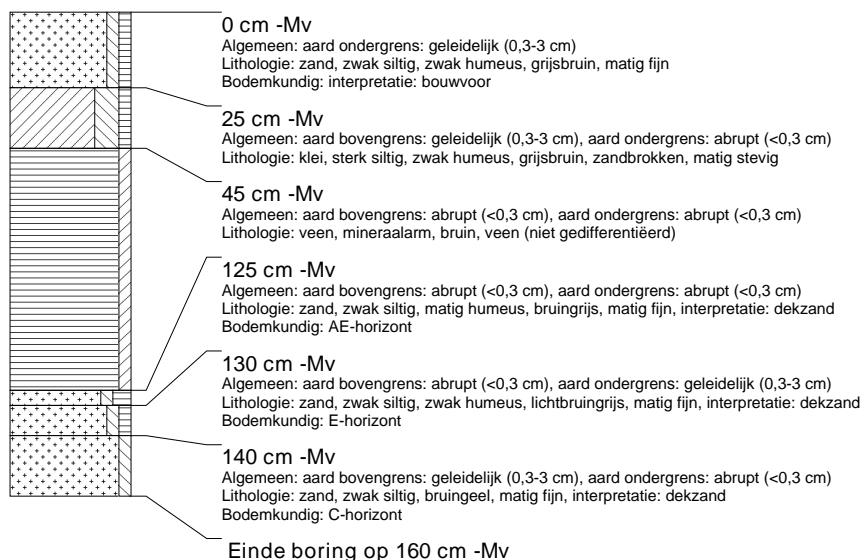 0 cm -Mv
Algemeen: aard ondergrens: geleidelijk (0,3-3 cm)
Lithologie: zand, zwak siltig, zwak humeus, grijsbruin, matig fijn
Bodemkundig: interpretatie: bouwvoor
25 cm -Mv
Algemeen: aard bovengrens: geleidelijk (0,3-3 cm), aard ondergrens: abrupt (<0,3 cm)
Lithologie: klei, sterk siltig, zwak humeus, grijsbruin, zandbrokken, matig stevig
45 cm -Mv
Algemeen: aard bovengrens: abrupt (<0,3 cm), aard ondergrens: abrupt (<0,3 cm)
Lithologie: veen, mineraalarm, bruin, veen (niet gedifferentiëerd)
125 cm -Mv
Algemeen: aard bovengrens: abrupt (<0,3 cm), aard ondergrens: abrupt (<0,3 cm)
Lithologie: zand, zwak siltig, matig humeus, bruingrijs, matig fijn, interpretatie: dekzand
Bodemkundig: AE-horizont
130 cm -Mv
Algemeen: aard bovengrens: abrupt (<0,3 cm), aard ondergrens: geleidelijk (0,3-3 cm)
Lithologie: zand, zwak siltig, zwak humeus, lichtbruingrijs, matig fijn, interpretatie: dekzand
Bodemkundig: E-horizont
140 cm -Mv
Algemeen: aard bovengrens: geleidelijk (0,3-3 cm), aard ondergrens: abrupt (<0,3 cm)
Lithologie: zand, zwak siltig, bruingeel, matig fijn, interpretatie: dekzand
Bodemkundig: C-horizont
Einde boring op 160 cm -Mv